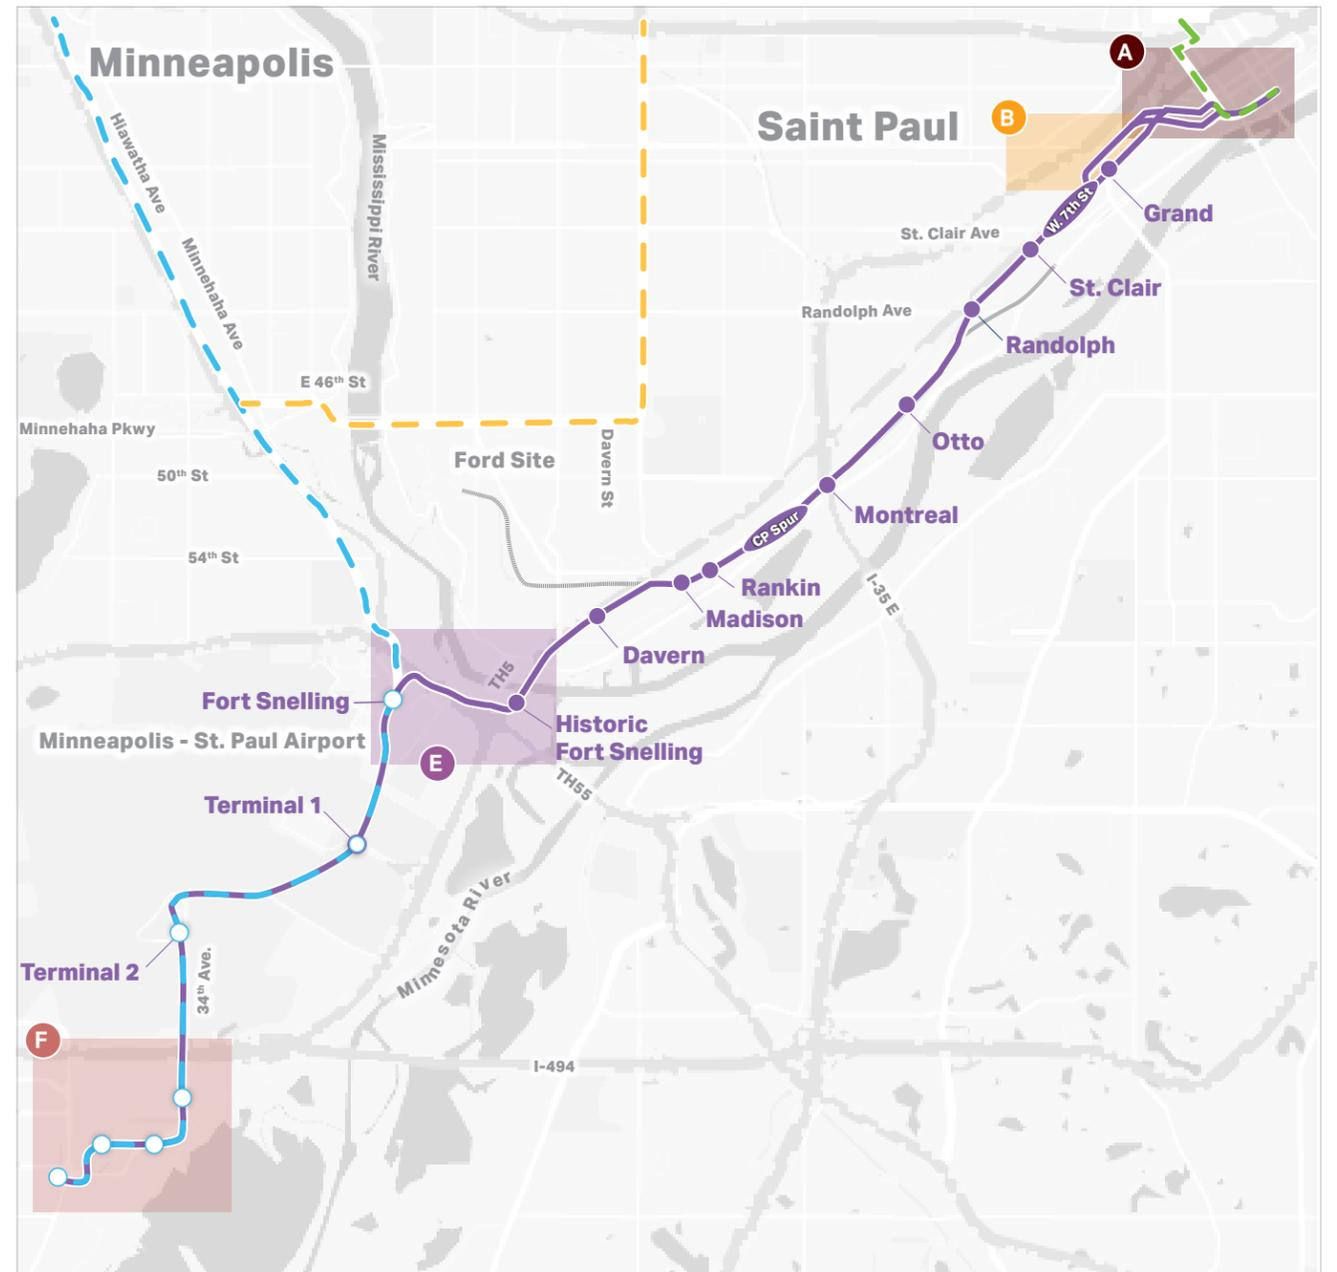 Minneapolis
A
B
Saint Paul
Hiawatha Ave
Mississippi River
W. 7th St
Grand
St. Clair Ave
Minnehaha Ave
St. Clair
Randolph Ave
Randolph
E 46th St
Minnehaha Pkwy
Otto
Ford Site
Davern St
50th St
Montreal
CP Spur
54th St
Rankin
I-35 E
Madison
Davern
TH5
Fort Snelling
Historic
Fort Snelling
Minneapolis - St. Paul Airport
E
TH55
Terminal 1
Minnesota River
Terminal 2
34th Ave.
F
I-494